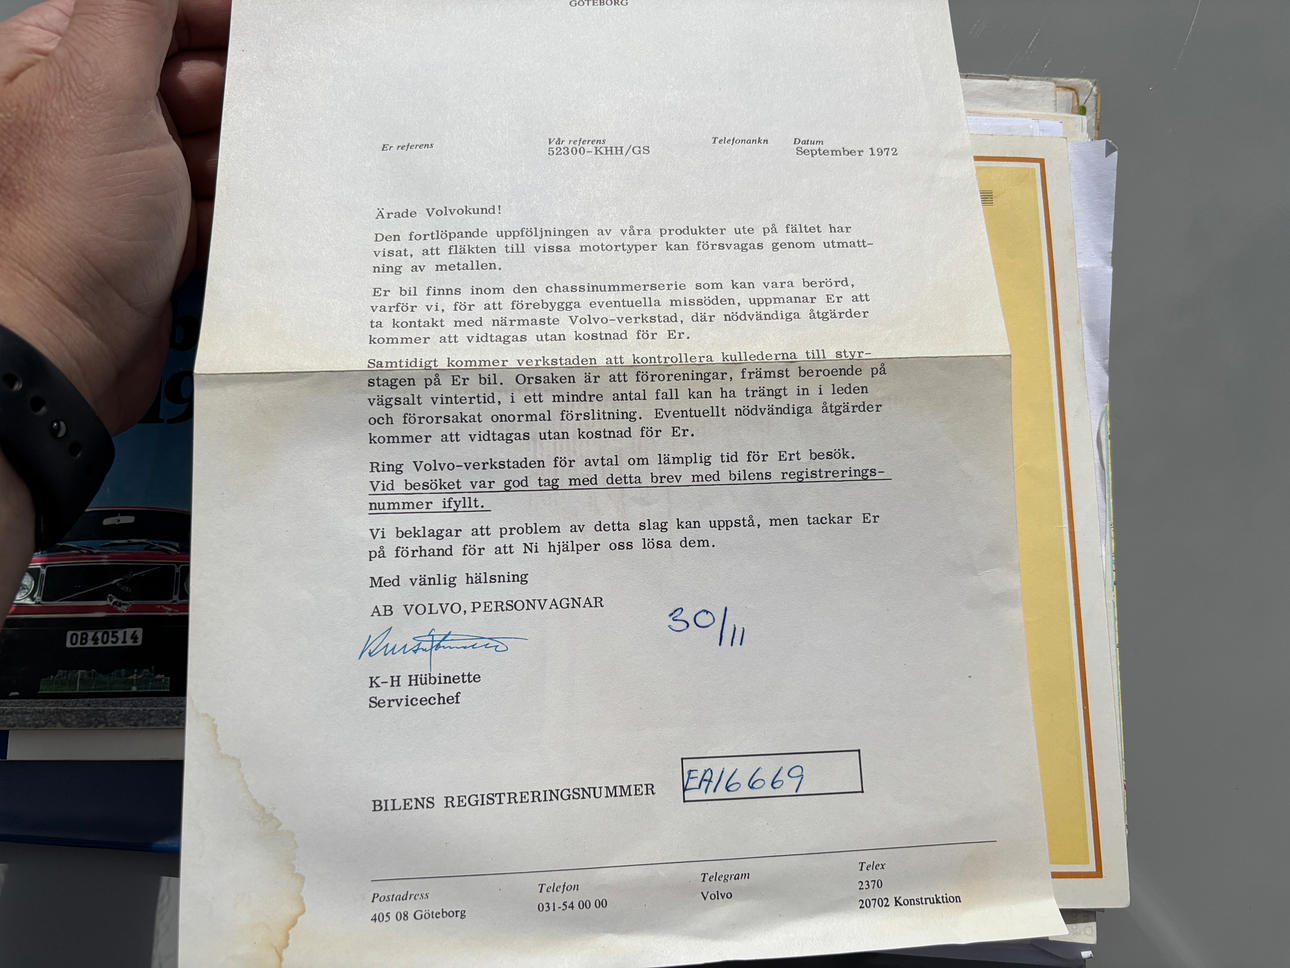 GÖTEBORG
Er referens
Vår referens
52300-KHH/GS
Telefonankn
Datum
September 1972
Ärade Volvokund!
Den fortlöpande uppföljningen av våra produkter ute på fältet har
visat, att fläkten till vissa motortyper kan försvagas genom utmatt-
ning av metallen.
Er bil finns inom den chassinummerserie som kan vara berörd,
varför vi, för att förebygga eventuella missöden, uppmanar Er att
ta kontakt med närmaste Volvo-verkstad, där nödvändiga åtgärder
kommer att vidtagas utan kostnad för Er.
Samtidigt kommer verkstaden att kontrollera kullederna till styr-
stagen på Er bil. Orsaken är att föroreningar, främst beroende på
vägsalt vintertid, i ett mindre antal fall kan ha trängt in i leden
och förorsakat onormal förslitning. Eventuellt nödvändiga åtgärder
kommer att vidtagas utan kostnad för Er.
Ring Volvo-verkstaden för avtal om lämplig tid för Ert besök.
Vid besöket var god tag med detta brev med bilens registrerings-
nummer ifyllt.
Vi beklagar att problem av detta slag kan uppstå, men tackar Er
på förhand för att Ni hjälper oss lösa dem.
Med vänlig hälsning
AB VOLVO, PERSONVAGNAR
30/11
K-H Hübinette
Servicechef
BILENS REGISTRERINGSNUMMER
EA16669
Postadress
405 08 Göteborg
Telefon
031-54 00 00
Telegram
Volvo
Telex
2370
20702 Konstruktion
OB40514